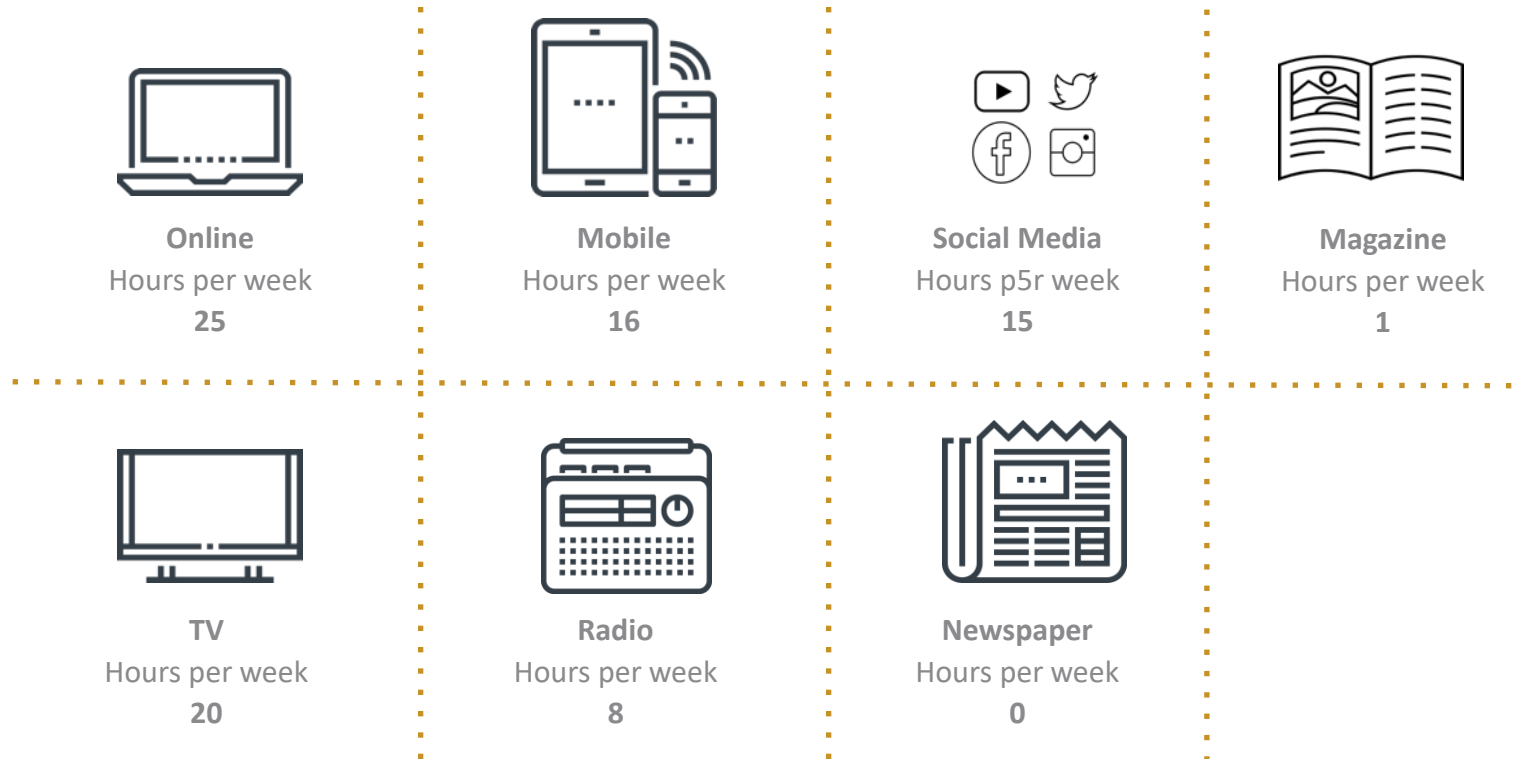 Online
Hours per week
25
Mobile
Hours per week
16
Social Media
Hours p5r week
15
Magazine
Hours per week
1
TV
Hours per week
20
Radio
Hours per week
8
Newspaper
Hours per week
0